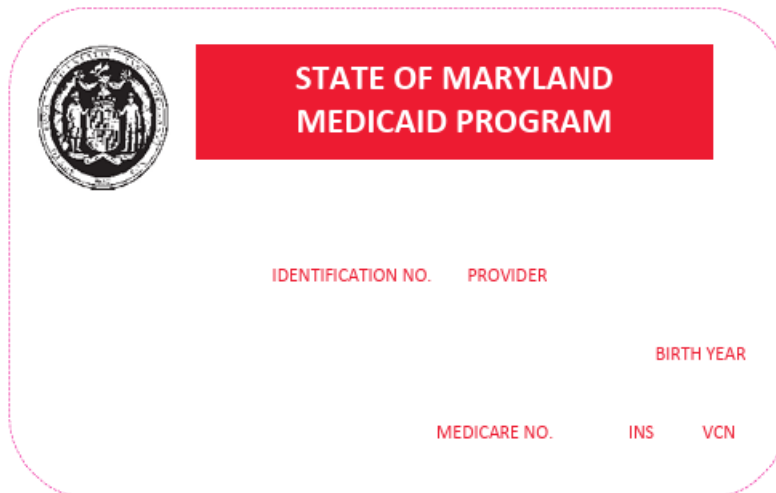 STATE OF MARYLAND
MEDICAID PROGRAM
IDENTIFICATION NO. PROVIDER
BIRTH YEAR
MEDICARE NO. INS VCN